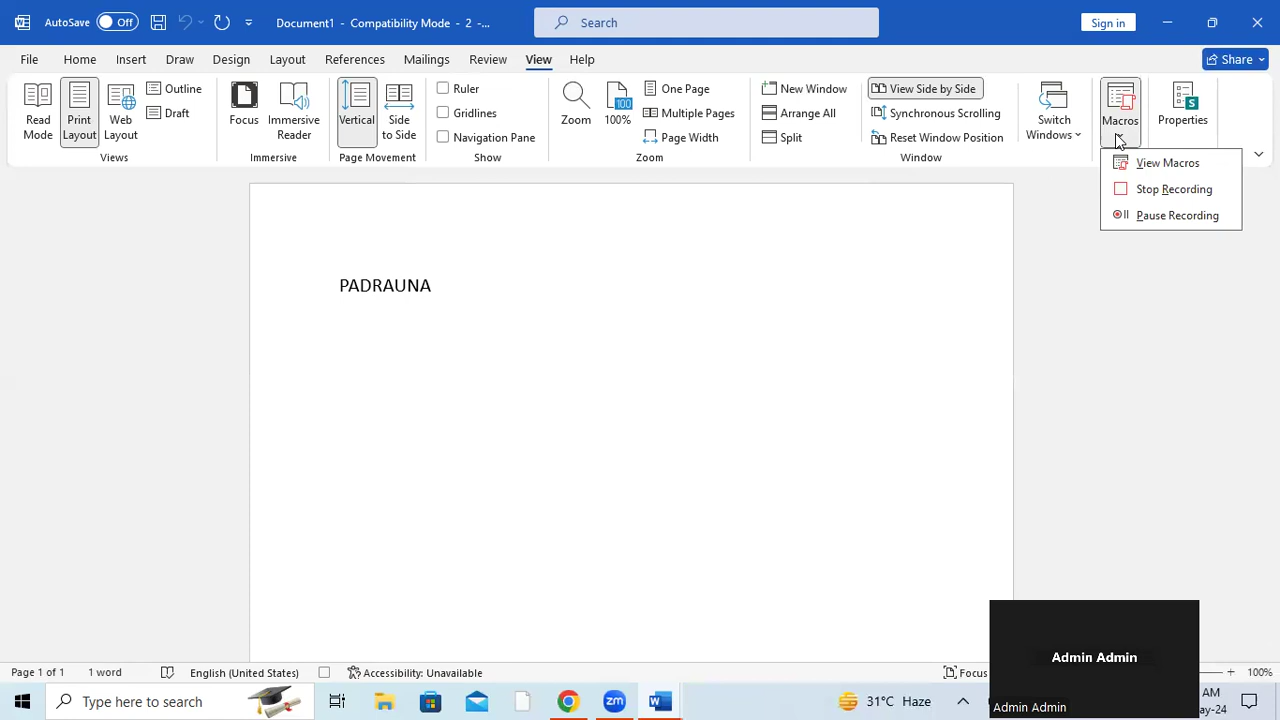 AutoSave Off Document1 - Compatibility Mode - 2 -... Search Sign in
File Home Insert Draw Design Layout References Mailings Review View Help Share
Read Mode
Print Layout
Web Layout
Outline
Draft
Views
Focus
Immersive Reader
Immersive
Vertical
Side to Side
Page Movement
Ruler
Gridlines
Navigation Pane
Show
Zoom
100
100%
One Page
Multiple Pages
Page Width
Zoom
New Window
Arrange All
Split
View Side by Side
Synchronous Scrolling
Reset Window Position
Switch Windows
Window
Macros
Properties
View Macros
Stop Recording
Pause Recording
PADRAUNA
Admin Admin
Admin Admin
Page 1 of 1 1 word English (United States) Accessibility: Unavailable Focus 100%
Type here to search 31°C Haze AM